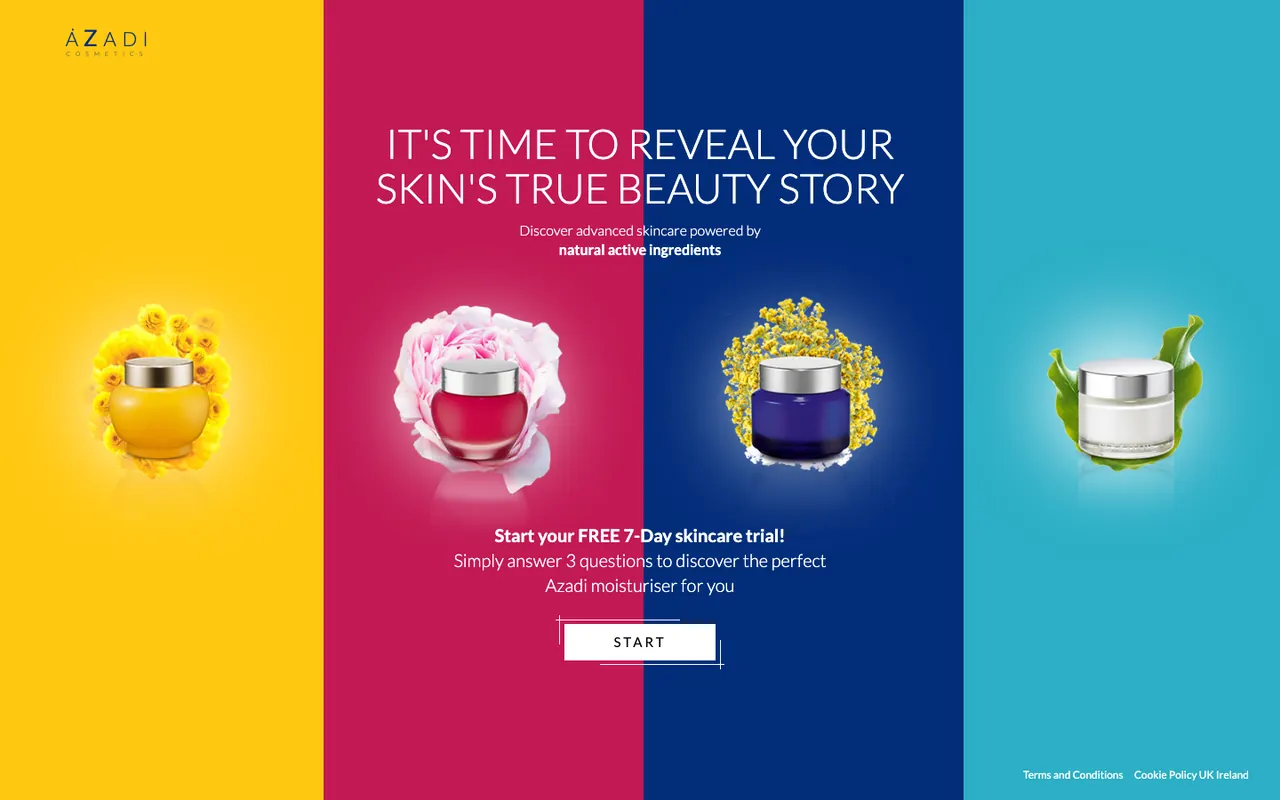 ÁZADI
COSMETICS
IT'S TIME TO REVEAL YOUR
SKIN'S TRUE BEAUTY STORY
Discover advanced skincare powered by
natural active ingredients
Start your FREE 7-Day skincare trial!
Simply answer 3 questions to discover the perfect
Azadi moisturiser for you
START
Terms and Conditions Cookie Policy UK Ireland